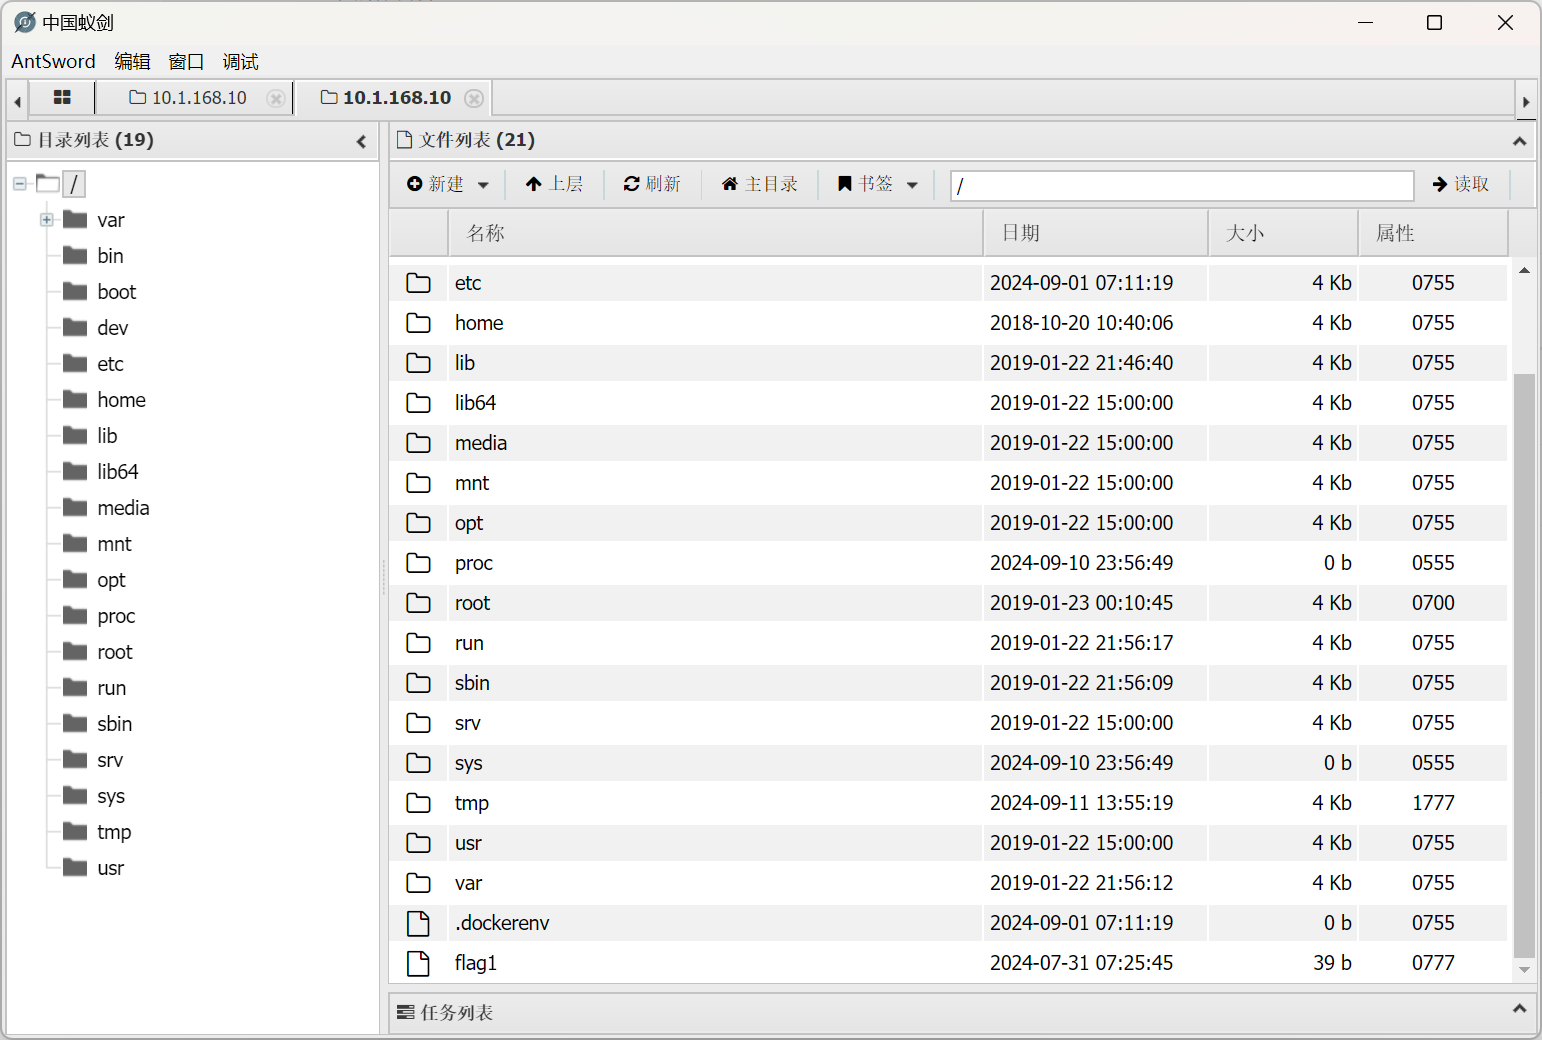 中国蚁剑
AntSword 编辑 窗口 调试
10.1.168.10 10.1.168.10
目录列表 (19)
/
var
bin
boot
dev
etc
home
lib
lib64
media
mnt
opt
proc
root
run
sbin
srv
sys
tmp
usr
文件列表 (21)
新建 上层 刷新 主目录 书签 / 读取
名称 日期 大小 属性
etc 2024-09-01 07:11:19 4 Kb 0755
home 2018-10-20 10:40:06 4 Kb 0755
lib 2019-01-22 21:46:40 4 Kb 0755
lib64 2019-01-22 15:00:00 4 Kb 0755
media 2019-01-22 15:00:00 4 Kb 0755
mnt 2019-01-22 15:00:00 4 Kb 0755
opt 2019-01-22 15:00:00 4 Kb 0755
proc 2024-09-10 23:56:49 0 b 0555
root 2019-01-23 00:10:45 4 Kb 0700
run 2019-01-22 21:56:17 4 Kb 0755
sbin 2019-01-22 21:56:09 4 Kb 0755
srv 2019-01-22 15:00:00 4 Kb 0755
sys 2024-09-10 23:56:49 0 b 0555
tmp 2024-09-11 13:55:19 4 Kb 1777
usr 2019-01-22 15:00:00 4 Kb 0755
var 2019-01-22 21:56:12 4 Kb 0755
.dockerenv 2024-09-01 07:11:19 0 b 0755
flag1 2024-07-31 07:25:45 39 b 0777
任务列表